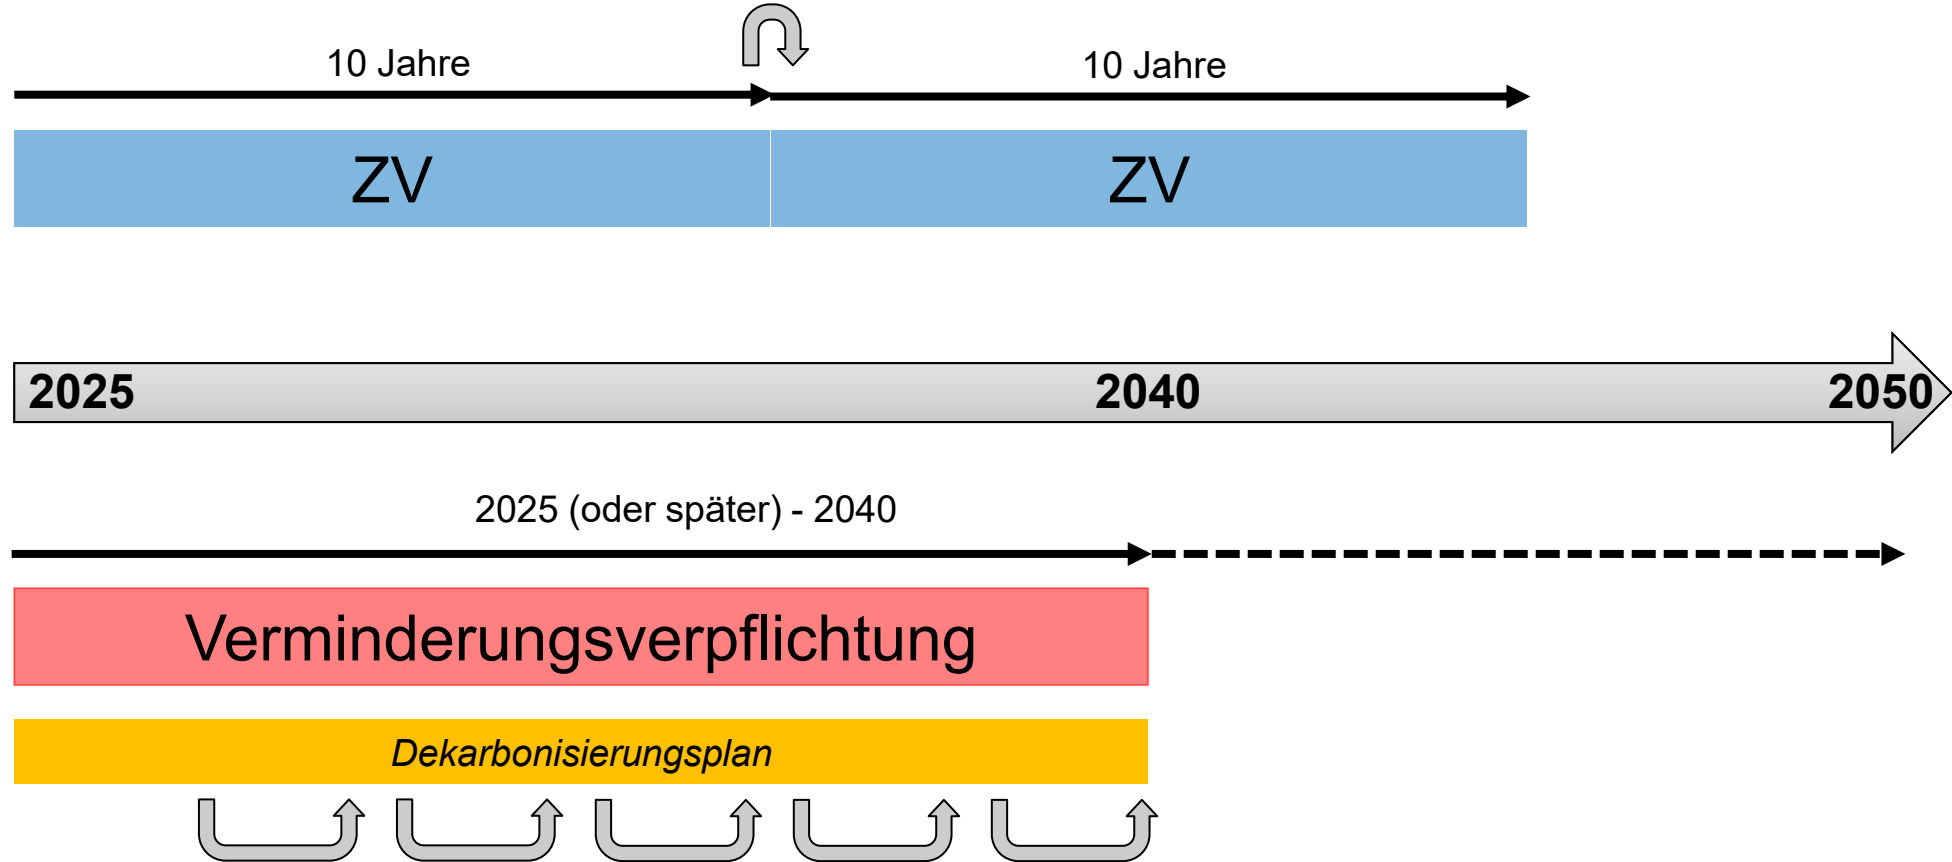 10 Jahre
10 Jahre
ZV
ZV
2025
2040
2050
2025 (oder später) - 2040
Verminderungsverpflichtung
Dekarbonisierungsplan